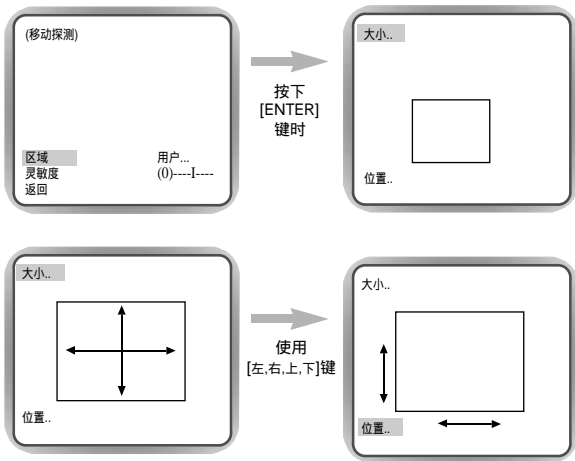 (移动探测)
区域 用户...
灵敏度 (0)----I----
返回
按下
[ENTER]
键时
大小..
位置..
大小..
位置..
使用
[左,右,上,下]键
大小..
位置..